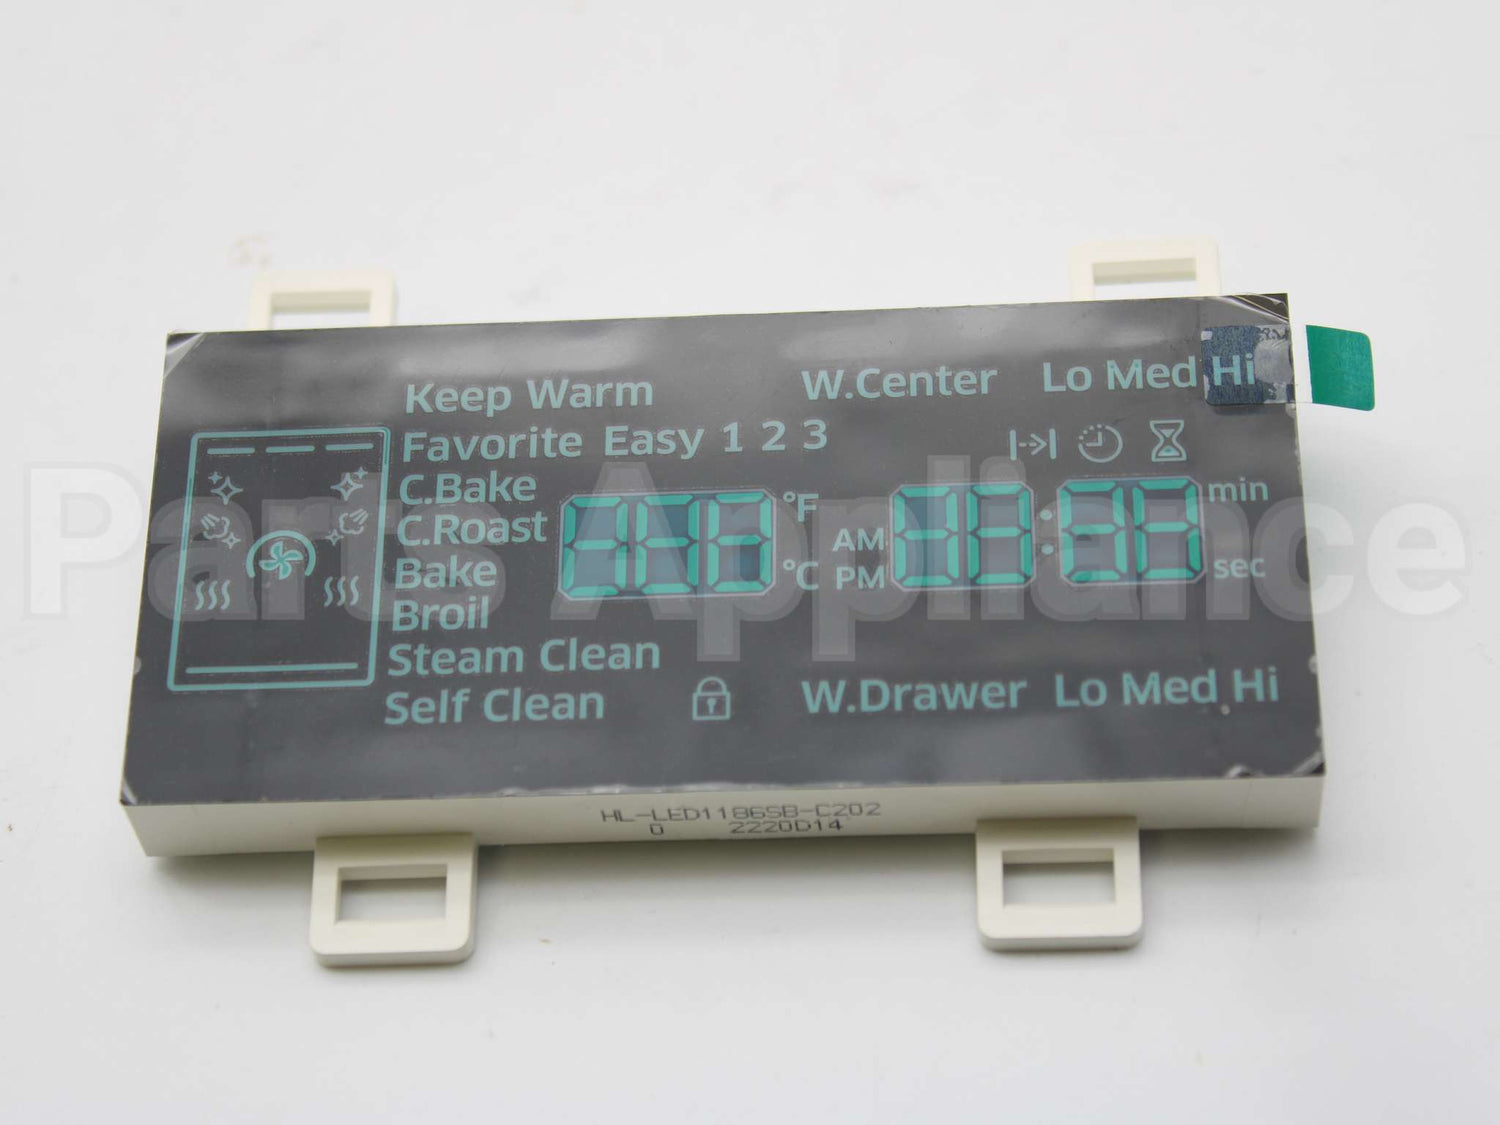 Keep Warm
W.Center Lo Med Hi
Favorite Easy 1 2 3
C.Bake
C.Roast
Bake
Broil
Steam Clean
Self Clean
°F
°C
AM
PM
min
sec
W.Drawer Lo Med Hi
HL-LED1186SB-C202
2220D14
Parts Appliance